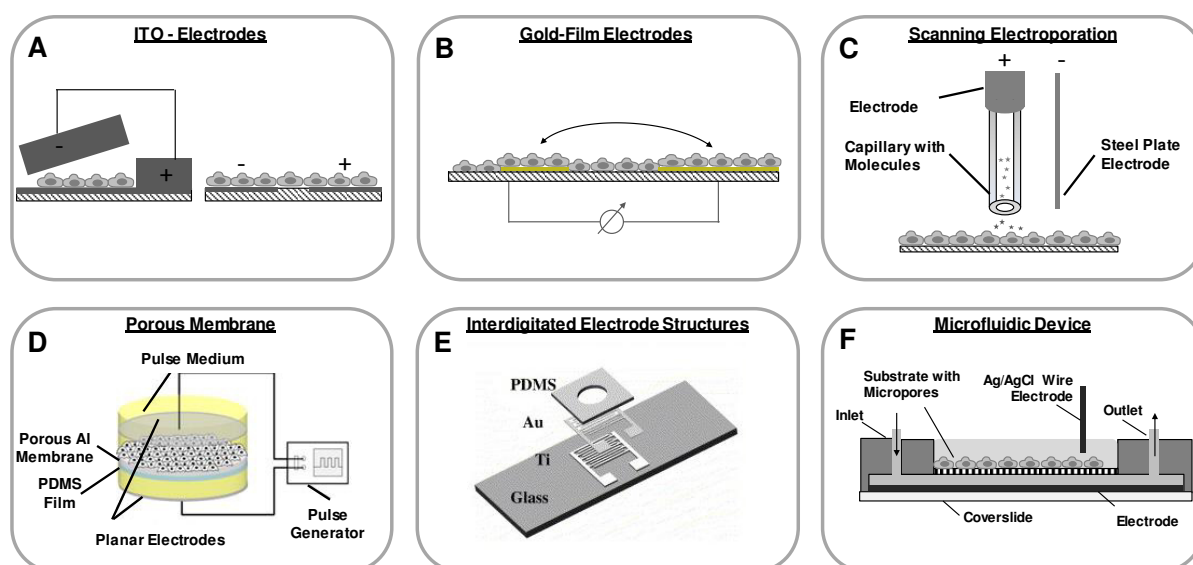 A
ITO - Electrodes
-
+
-
+
B
Gold-Film Electrodes
C
Scanning Electroporation
+
-
Electrode
Capillary with
Molecules
Steel Plate
Electrode
D
Porous Membrane
Pulse Medium
Porous Al
Membrane
PDMS
Film
Planar Electrodes
Pulse
Generator
E
Interdigitated Electrode Structures
PDMS
Au
Ti
Glass
F
Microfluidic Device
Substrate with
Micropores
Ag/AgCl Wire
Electrode
Inlet
Outlet
Coverslide
Electrode